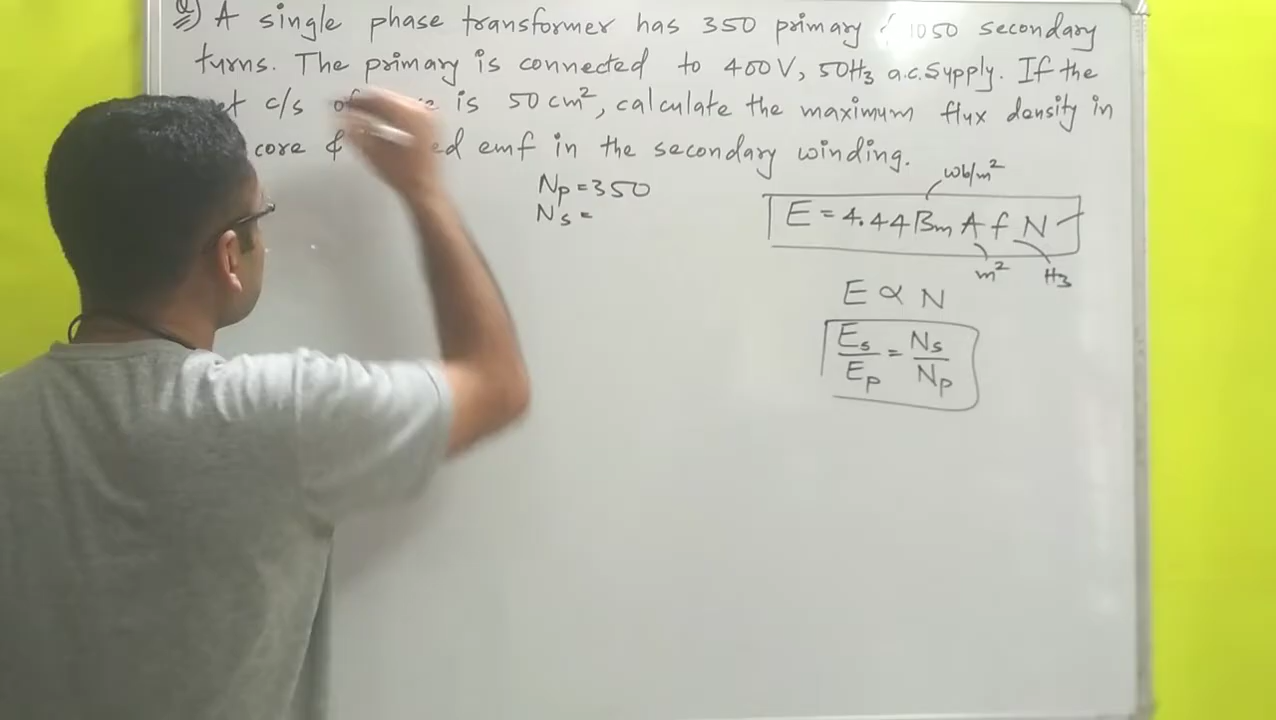 Q) A single phase transformer has 350 primary & 1050 secondary
turns. The primary is connected to 400V, 50Hz a.c. Supply. If the
c/s is 50 cm², calculate the maximum flux density in
core & emf in the secondary winding.
Np = 350
Ns =
wb/m²
E = 4.44 Bm A f N
m² Hz
E ∝ N
Es/Ep = Ns/Np